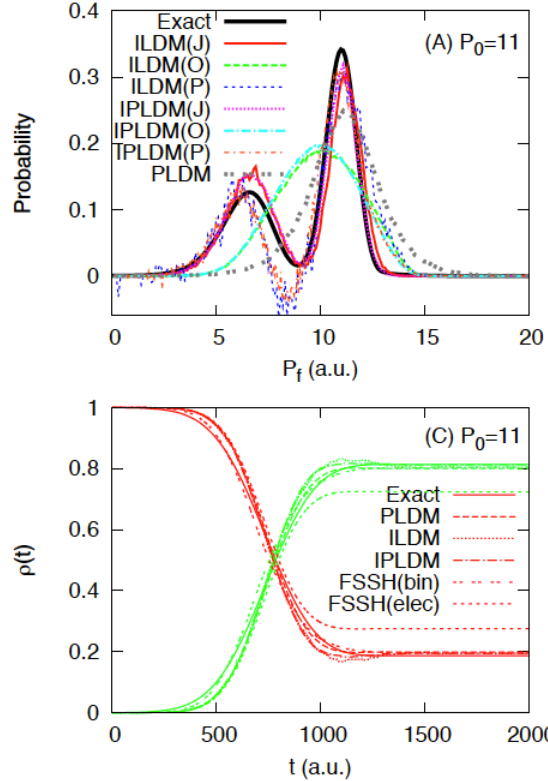 (A) P0=11
Exact
ILDM(J)
ILDM(O)
ILDM(P)
IPLDM(J)
IPLDM(O)
TPLDM(P)
PLDM
Probability
0.4
0.3
0.2
0.1
0
0 5 10 15 20
Pf (a.u.)
(C) P0=11
Exact
PLDM
ILDM
IPLDM
FSSH(bin)
FSSH(elec)
ρ(t)
1
0.8
0.6
0.4
0.2
0
0 500 1000 1500 2000
t (a.u.)